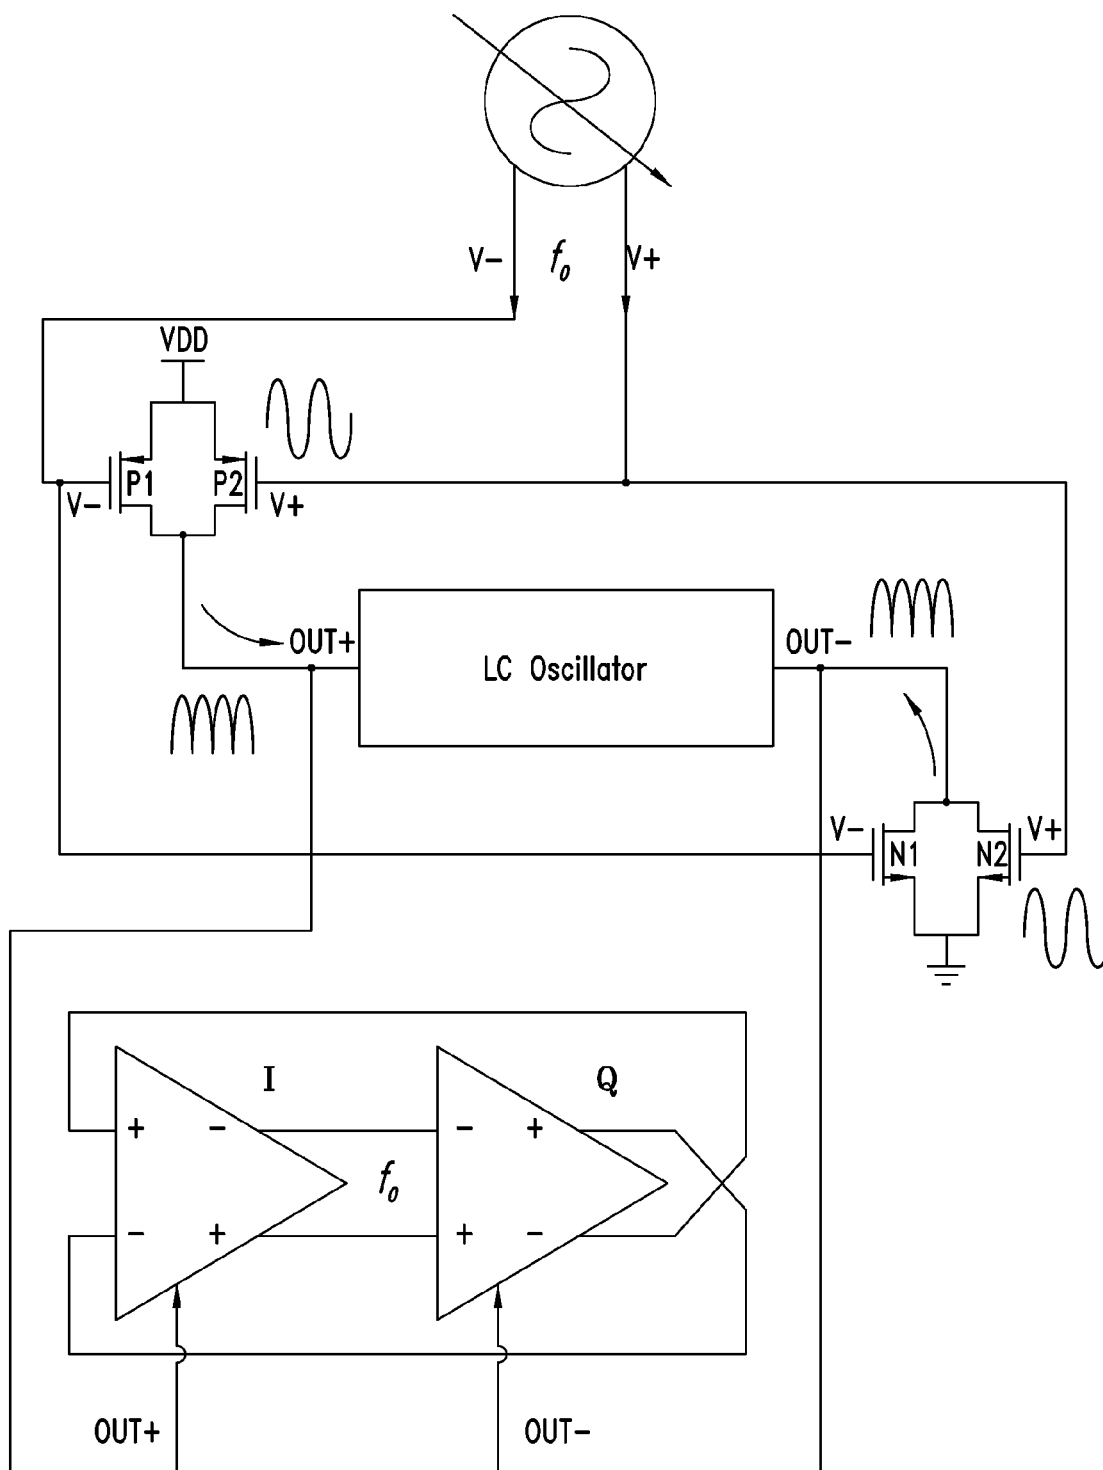 V- f₀ V+
VDD
P1 P2
V- V+
OUT+ OUT-
LC Oscillator
V- V+
N1 N2
I Q
+ - - +
f₀
- + + -
OUT+ OUT-